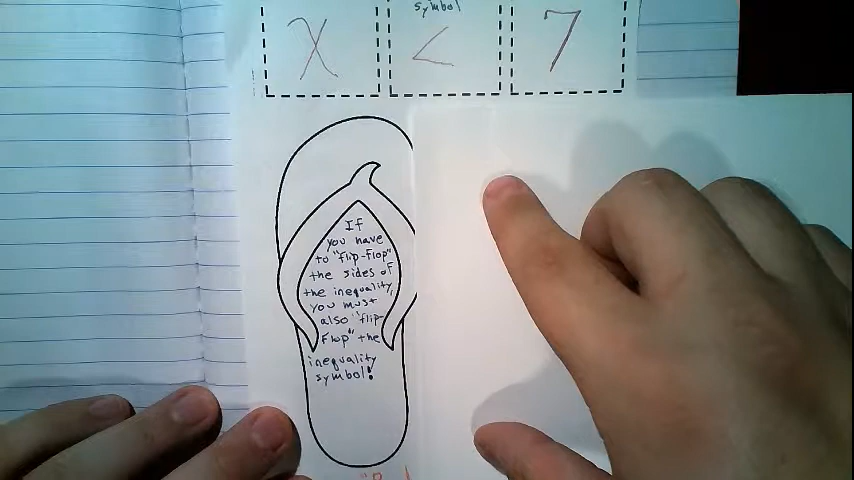 symbol
x < 7
If
you have
to "flip-flop"
the sides of
the inequality,
you must
also "flip-
Flop" the
inequality
symbol!